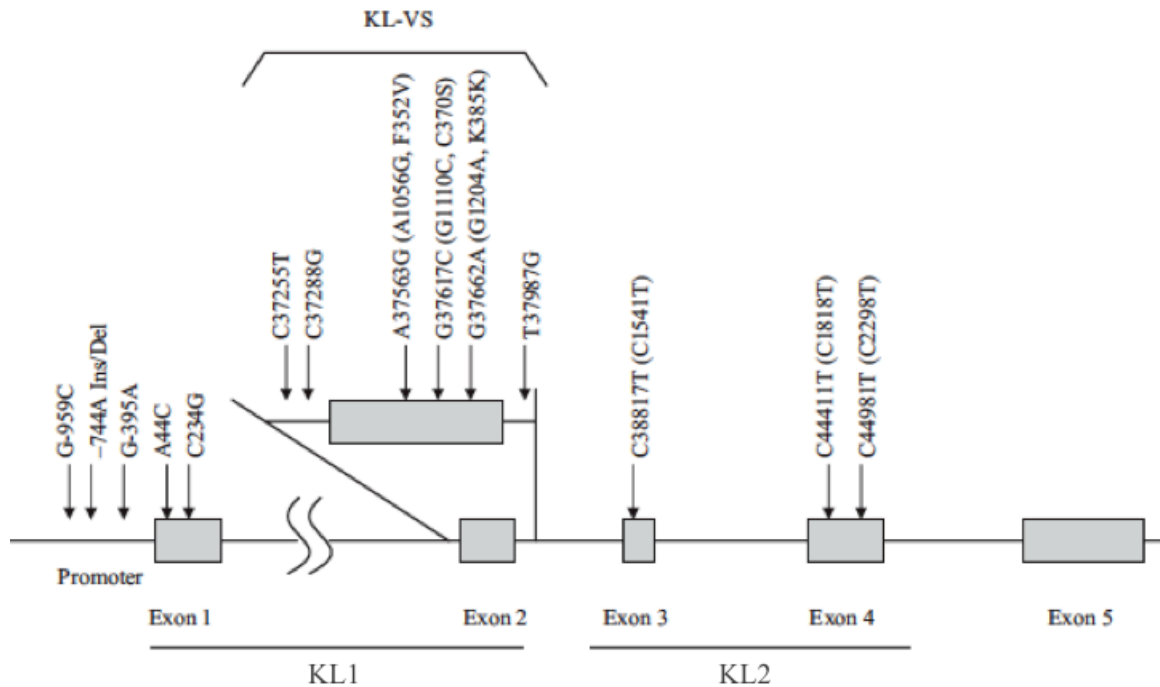 KL-VS
G-959C
–744A Ins/Del
G-395A
A44C
C234G
C37255T
C37288G
A37563G (A1056G, F352V)
G37617C (G1110C, C370S)
G37662A (G1204A, K385K)
T37987G
C38817T (C1541T)
C44411T (C1818T)
C44981T (C2298T)
Promoter
Exon 1
Exon 2
Exon 3
Exon 4
Exon 5
KL1
KL2